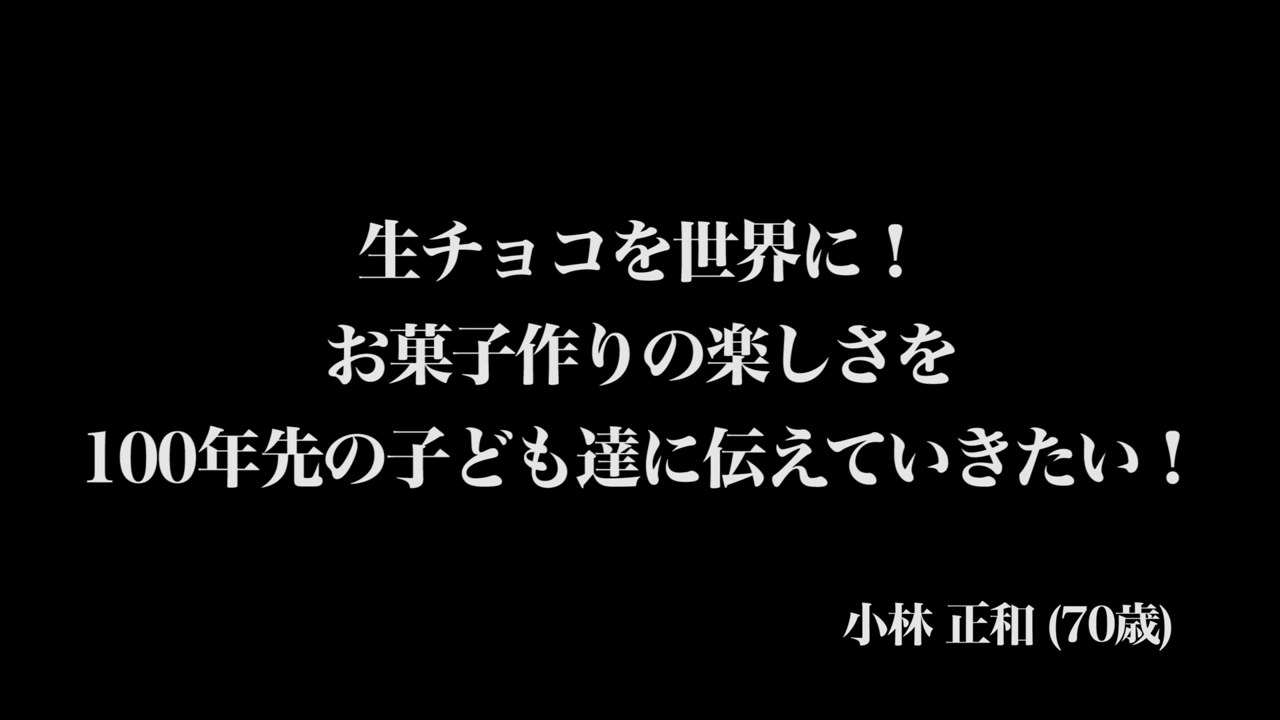 生チョコを世界に！
お菓子作りの楽しさを
100年先の子ども達に伝えていきたい！
小林 正和 (70歳)